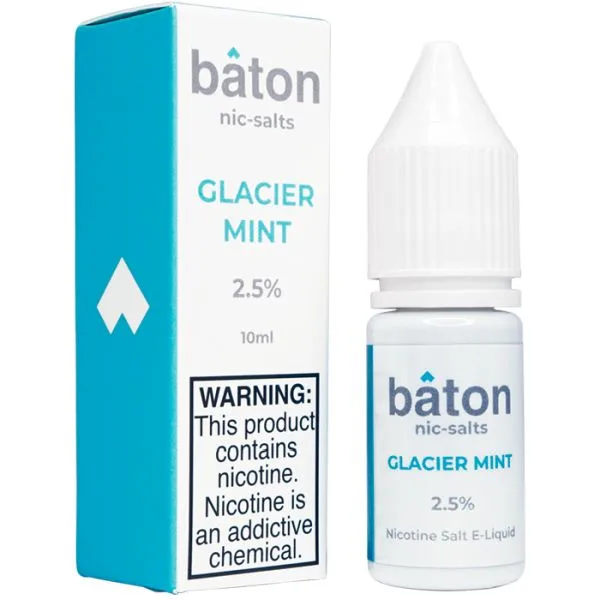 bâton
nic-salts
GLACIER
MINT
2.5%
10ml
WARNING:
This product
contains
nicotine.
Nicotine is
an addictive
chemical.
bâton
nic-salts
GLACIER MINT
2.5%
Nicotine Salt E-Liquid